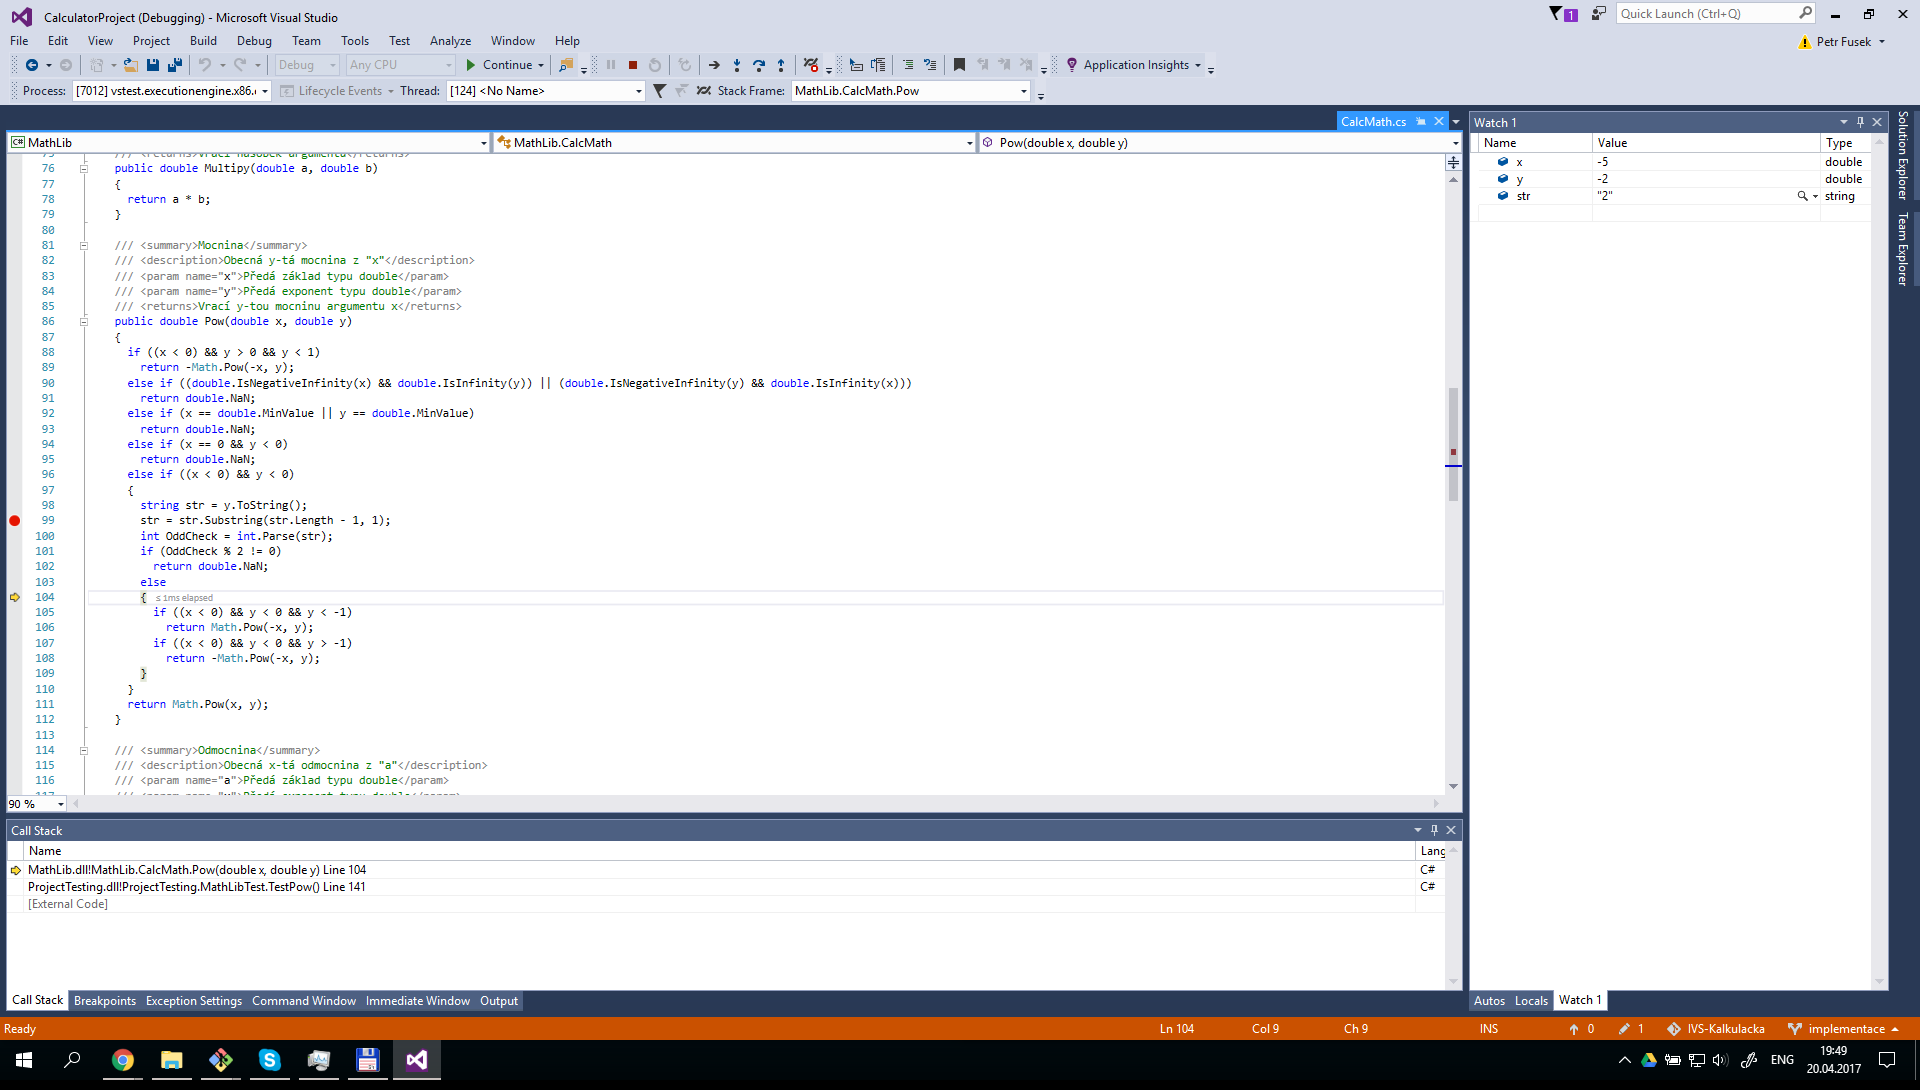 CalculatorProject (Debugging) - Microsoft Visual Studio
1
Quick Launch (Ctrl+Q)
File Edit View Project Build Debug Team Tools Test Analyze Window Help
Petr Fusek
Debug Any CPU Continue Application Insights
Process: [7012] vstest.executionengine.x86. Lifecycle Events Thread: [124] <No Name> Stack Frame: MathLib.CalcMath.Pow
CalcMath.cs
C# MathLib MathLib.CalcMath Pow(double x, double y)
75 /// <returns>Vrací násobek argumentů</returns>
76 public double Multipy(double a, double b)
77 {
78 return a * b;
79 }
80
81 /// <summary>Mocnina</summary>
82 /// <description>Obecná y-tá mocnina z "x"</description>
83 /// <param name="x">Předá základ typu double</param>
84 /// <param name="y">Předá exponent typu double</param>
85 /// <returns>Vrací y-tou mocninu argumentu x</returns>
86 public double Pow(double x, double y)
87 {
88 if ((x < 0) && y > 0 && y < 1)
89 return -Math.Pow(-x, y);
90 else if ((double.IsNegativeInfinity(x) && double.IsInfinity(y)) || (double.IsNegativeInfinity(y) && double.IsInfinity(x)))
91 return double.NaN;
92 else if (x == double.MinValue || y == double.MinValue)
93 return double.NaN;
94 else if (x == 0 && y < 0)
95 return double.NaN;
96 else if ((x < 0) && y < 0)
97 {
98 string str = y.ToString();
99 str = str.Substring(str.Length - 1, 1);
100 int OddCheck = int.Parse(str);
101 if (OddCheck % 2 != 0)
102 return double.NaN;
103 else
104 { ≤ 1ms elapsed
105 if ((x < 0) && y < 0 && y < -1)
106 return Math.Pow(-x, y);
107 if ((x < 0) && y < 0 && y > -1)
108 return -Math.Pow(-x, y);
109 }
110 }
111 return Math.Pow(x, y);
112 }
113
114 /// <summary>Odmocnina</summary>
115 /// <description>Obecná x-tá odmocnina z "a"</description>
116 /// <param name="a">Předá základ typu double</param>
117
90 %
Watch 1
Name Value Type
x -5 double
y -2 double
str "2" string
Solution Explorer
Team Explorer
Call Stack
Name Lang
MathLib.dll!MathLib.CalcMath.Pow(double x, double y) Line 104 C#
ProjectTesting.dll!ProjectTesting.MathLibTest.TestPow() Line 141 C#
[External Code]
Call Stack Breakpoints Exception Settings Command Window Immediate Window Output
Autos Locals Watch 1
Ready Ln 104 Col 9 Ch 9 INS 0 1 IVS-Kalkulacka implementace
ENG
19:49
20.04.2017